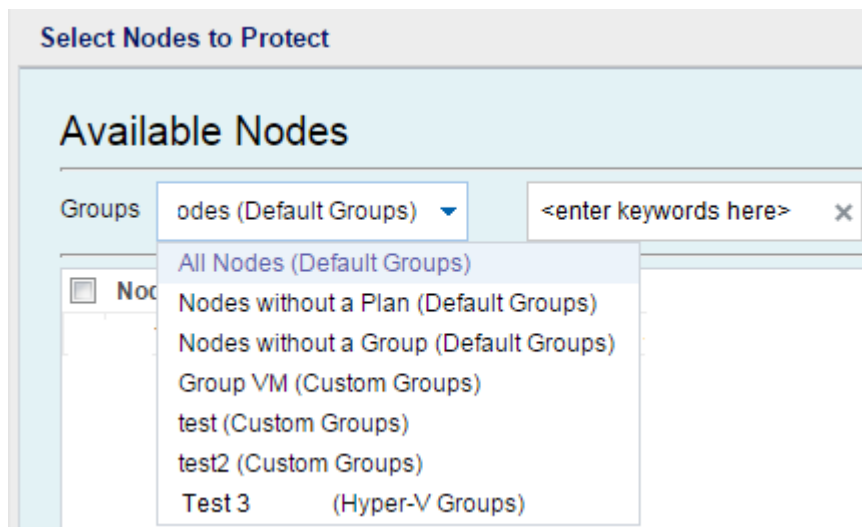 Select Nodes to Protect
Available Nodes
Groups odes (Default Groups) <enter keywords here>
All Nodes (Default Groups)
Nodes without a Plan (Default Groups)
Nodes without a Group (Default Groups)
Group VM (Custom Groups)
test (Custom Groups)
test2 (Custom Groups)
Test 3 (Hyper-V Groups)